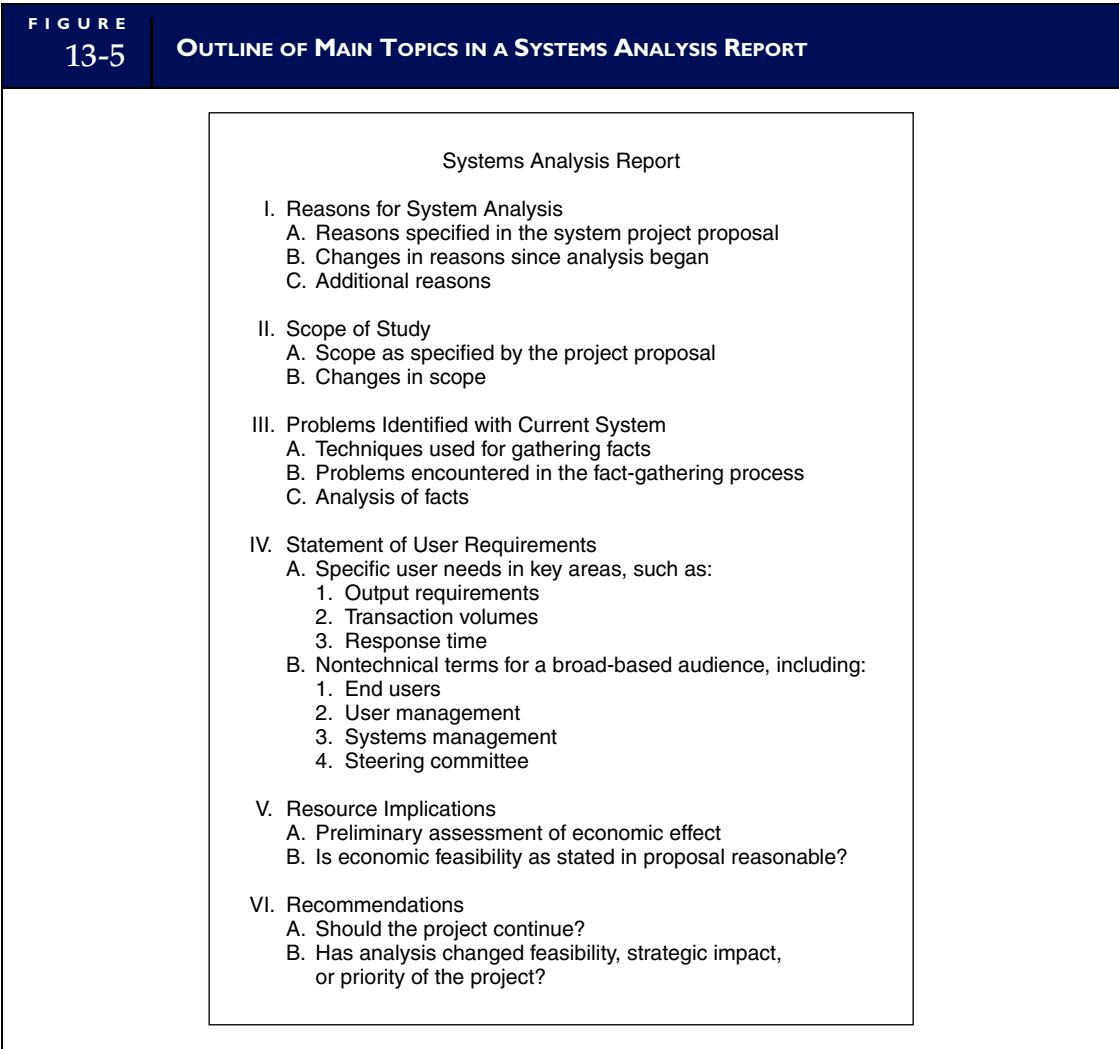 FIGURE
13-5
OUTLINE OF MAIN TOPICS IN A SYSTEMS ANALYSIS REPORT
Systems Analysis Report
I. Reasons for System Analysis
A. Reasons specified in the system project proposal
B. Changes in reasons since analysis began
C. Additional reasons
II. Scope of Study
A. Scope as specified by the project proposal
B. Changes in scope
III. Problems Identified with Current System
A. Techniques used for gathering facts
B. Problems encountered in the fact-gathering process
C. Analysis of facts
IV. Statement of User Requirements
A. Specific user needs in key areas, such as:
1. Output requirements
2. Transaction volumes
3. Response time
B. Nontechnical terms for a broad-based audience, including:
1. End users
2. User management
3. Systems management
4. Steering committee
V. Resource Implications
A. Preliminary assessment of economic effect
B. Is economic feasibility as stated in proposal reasonable?
VI. Recommendations
A. Should the project continue?
B. Has analysis changed feasibility, strategic impact,
or priority of the project?